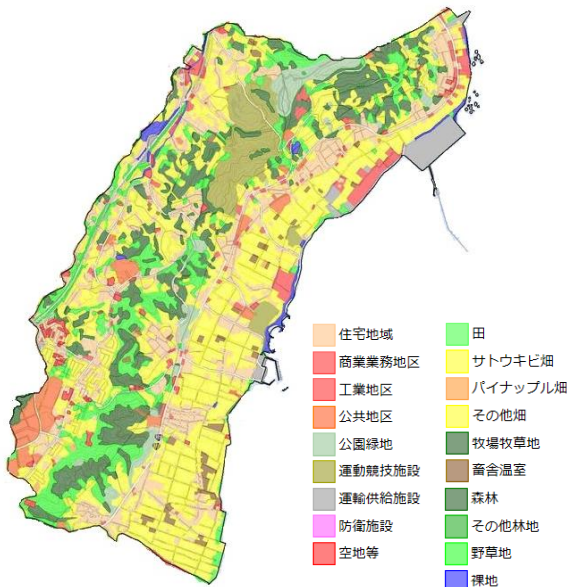 住宅地域
商業業務地区
工業地区
公共地区
公園緑地
運動競技施設
運輸供給施設
防衛施設
空地等
田
サトウキビ畑
パイナップル畑
その他畑
牧場牧草地
畜舎温室
森林
その他林地
野草地
裸地